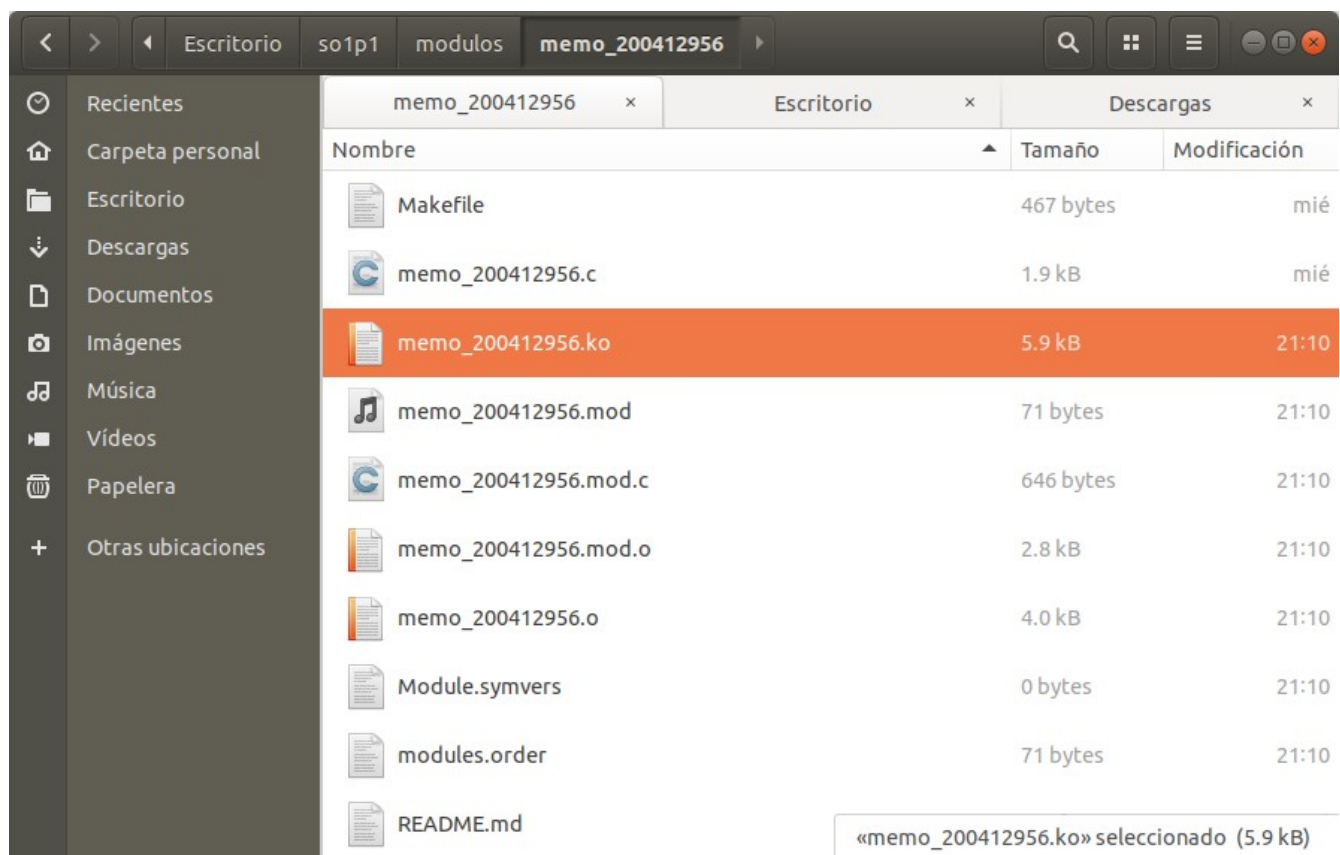 Escritorio so1p1 modulos memo_200412956
Recientes
Carpeta personal
Escritorio
Descargas
Documentos
Imágenes
Música
Vídeos
Papelera
Otras ubicaciones
memo_200412956 Escritorio Descargas
Nombre Tamaño Modificación
Makefile 467 bytes mié
memo_200412956.c 1.9 kB mié
memo_200412956.ko 5.9 kB 21:10
memo_200412956.mod 71 bytes 21:10
memo_200412956.mod.c 646 bytes 21:10
memo_200412956.mod.o 2.8 kB 21:10
memo_200412956.o 4.0 kB 21:10
Module.symvers 0 bytes 21:10
modules.order 71 bytes 21:10
README.md
«memo_200412956.ko» seleccionado (5.9 kB)